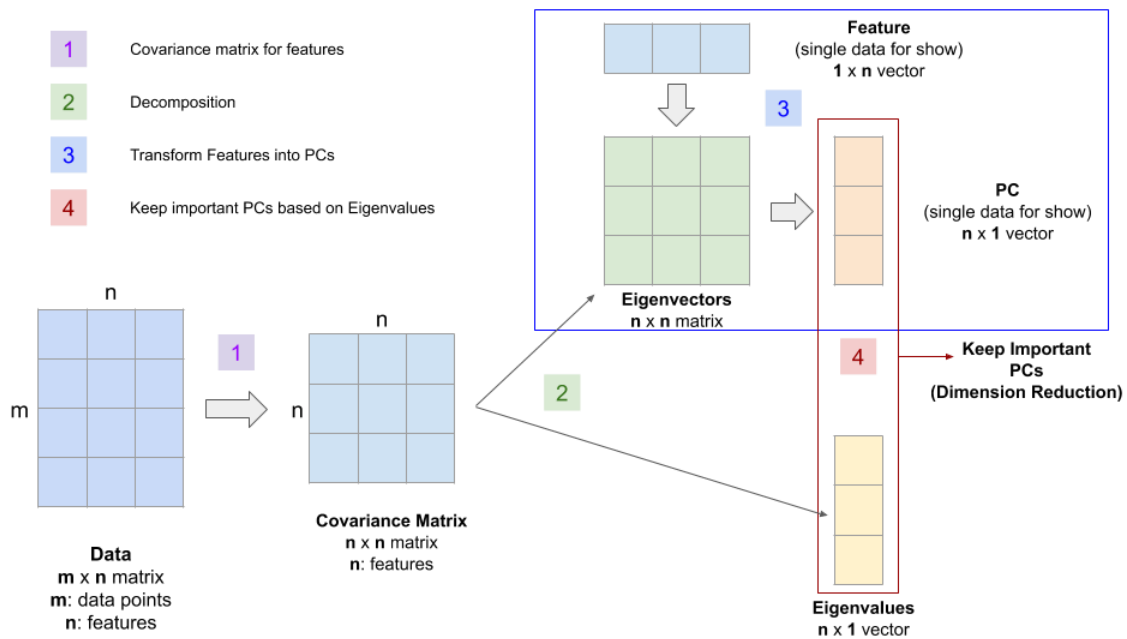 1
Covariance matrix for features
2
Decomposition
3
Transform Features into PCs
4
Keep important PCs based on Eigenvalues
Feature
(single data for show)
1 x n vector
3
PC
(single data for show)
n x 1 vector
Eigenvectors
n x n matrix
n
m
1
n
n
2
4
Keep Important
PCs
(Dimension Reduction)
Data
m x n matrix
m: data points
n: features
Covariance Matrix
n x n matrix
n: features
Eigenvalues
n x 1 vector